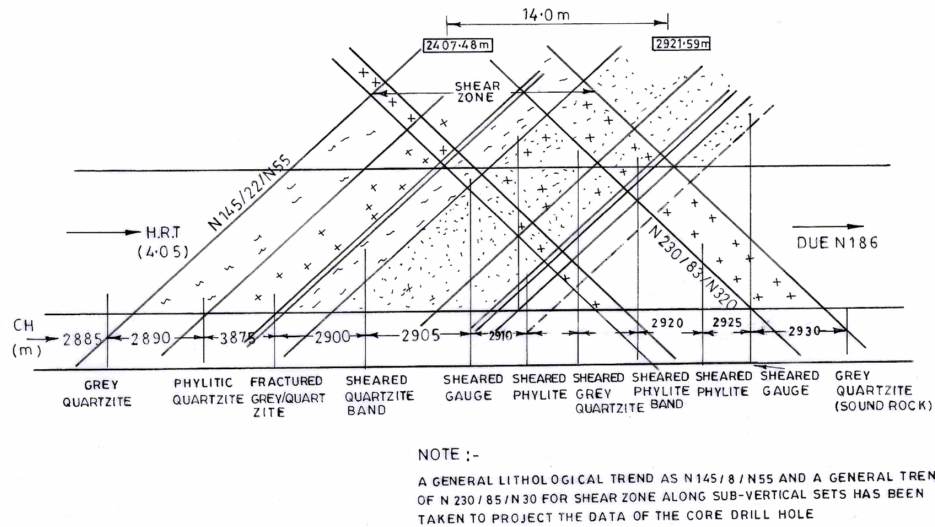 14·0 m
2407·48m
2921·59m
SHEAR
ZONE
N145/22/N55
H.R.T
(4·05)
DUE N186
N230/83/N320
CH
(m)
2885
2890
3875
2900
2905
2910
2920
2925
2930
GREY
QUARTZITE
PHYLITIC
QUARTZITE
FRACTURED
GREY/QUART
ZITE
SHEARED
QUARTZITE
BAND
SHEARED
GAUGE
SHEARED
PHYLITE
SHEARED
GREY
QUARTZITE
SHEARED
PHYLITE
BAND
SHEARED
PHYLITE
SHEARED
GAUGE
GREY
QUARTZITE
(SOUND ROCK)
NOTE :-
A GENERAL LITHOLOGICAL TREND AS N145/8/N55 AND A GENERAL TREN
OF N230/85/N30 FOR SHEAR ZONE ALONG SUB-VERTICAL SETS HAS BEEN
TAKEN TO PROJECT THE DATA OF THE CORE DRILL HOLE